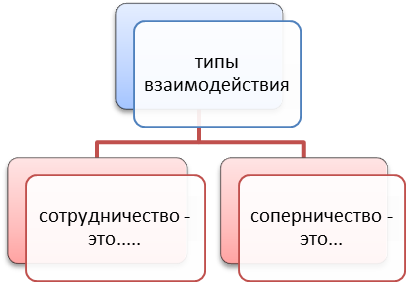 типы
взаимодействия
сотрудничество -
это.....
соперничество -
это...